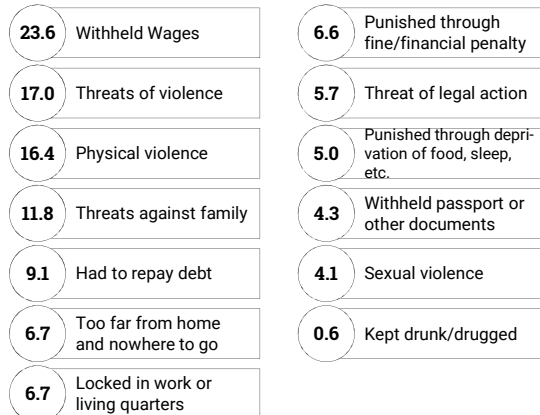 23.6 Withheld Wages
17.0 Threats of violence
16.4 Physical violence
11.8 Threats against family
9.1 Had to repay debt
6.7 Too far from home
and nowhere to go
6.7 Locked in work or
living quarters
6.6 Punished through
fine/financial penalty
5.7 Threat of legal action
5.0 Punished through depri-
vation of food, sleep,
etc.
4.3 Withheld passport or
other documents
4.1 Sexual violence
0.6 Kept drunk/drugged